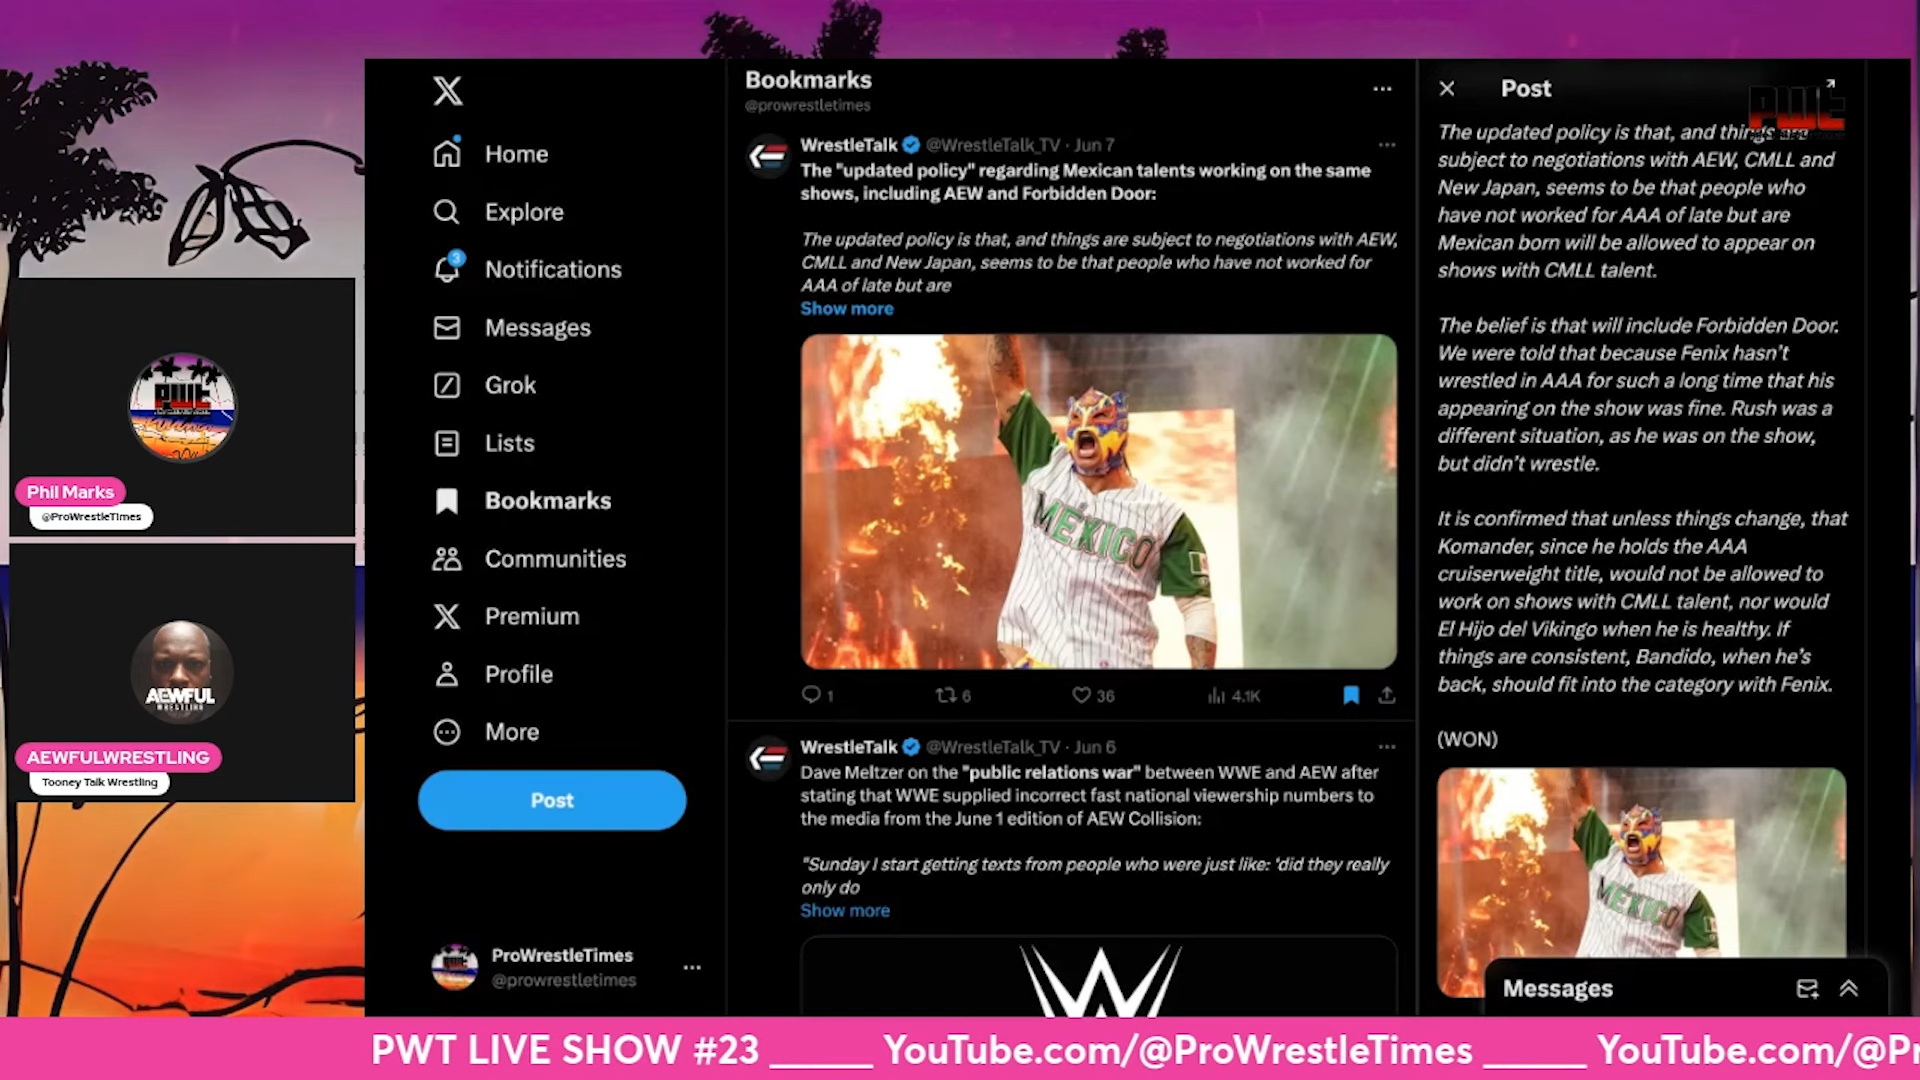 Phil Marks
@ProWrestleTimes
AEWFUL
WRESTLING
AEWFULWRESTLING
Tooney Talk Wrestling
Home
Explore
3
Notifications
Messages
Grok
Lists
Bookmarks
Communities
Premium
Profile
More
Post
ProWrestleTimes
@prowrestletimes
Bookmarks
@prowrestletimes
WrestleTalk @WrestleTalk_TV · Jun 7
The "updated policy" regarding Mexican talents working on the same
shows, including AEW and Forbidden Door:
The updated policy is that, and things are subject to negotiations with AEW,
CMLL and New Japan, seems to be that people who have not worked for
AAA of late but are
Show more
MEXICO
1 6 36 4.1K
WrestleTalk @WrestleTalk_TV · Jun 6
Dave Meltzer on the "public relations war" between WWE and AEW after
stating that WWE supplied incorrect fast national viewership numbers to
the media from the June 1 edition of AEW Collision:
"Sunday I start getting texts from people who were just like: 'did they really
only do
Show more
Post
PWT
The updated policy is that, and things are
subject to negotiations with AEW, CMLL and
New Japan, seems to be that people who
have not worked for AAA of late but are
Mexican born will be allowed to appear on
shows with CMLL talent.
The belief is that will include Forbidden Door.
We were told that because Fenix hasn't
wrestled in AAA for such a long time that his
appearing on the show was fine. Rush was a
different situation, as he was on the show,
but didn't wrestle.
It is confirmed that unless things change, that
Komander, since he holds the AAA
cruiserweight title, would not be allowed to
work on shows with CMLL talent, nor would
El Hijo del Vikingo when he is healthy. If
things are consistent, Bandido, when he's
back, should fit into the category with Fenix.
(WON)
MEXICO
Messages
PWT LIVE SHOW #23 _____ YouTube.com/@ProWrestleTimes _____ YouTube.com/@Pr